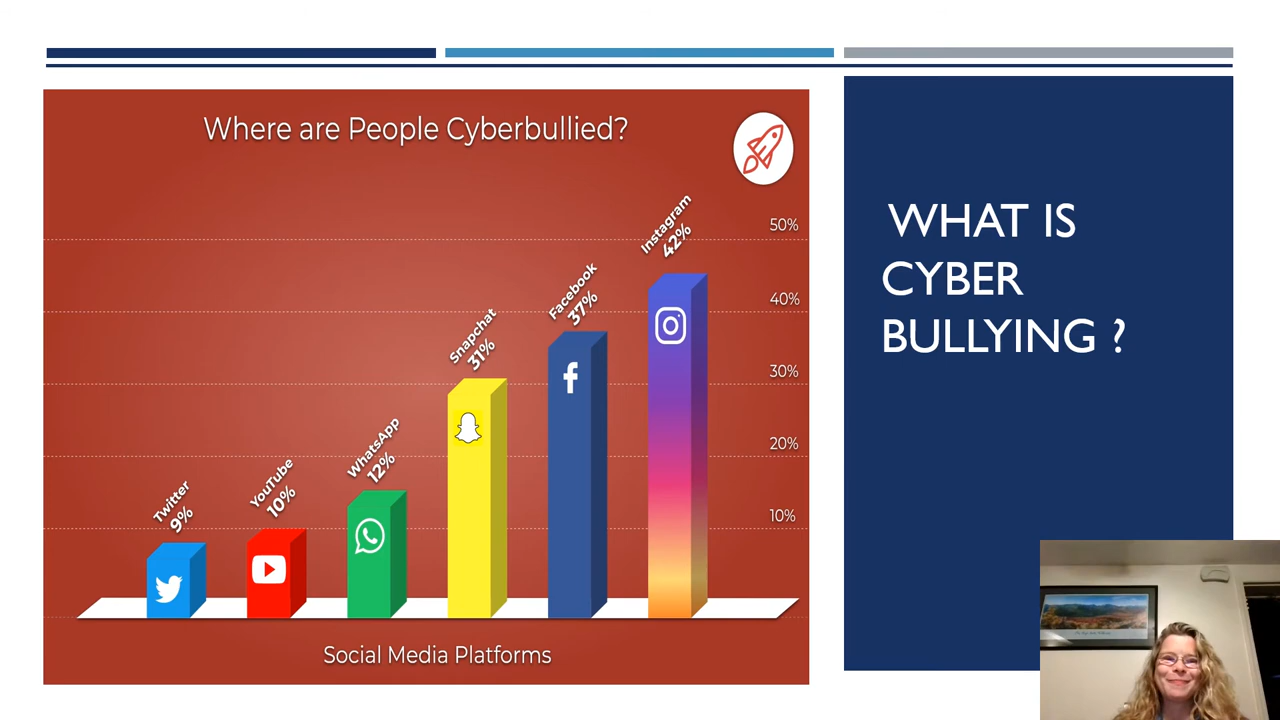 Where are People Cyberbullied?
50%
40%
30%
20%
10%
Twitter
9%
YouTube
10%
WhatsApp
12%
Snapchat
31%
Facebook
37%
Instagram
42%
Social Media Platforms
WHAT IS
CYBER
BULLYING ?